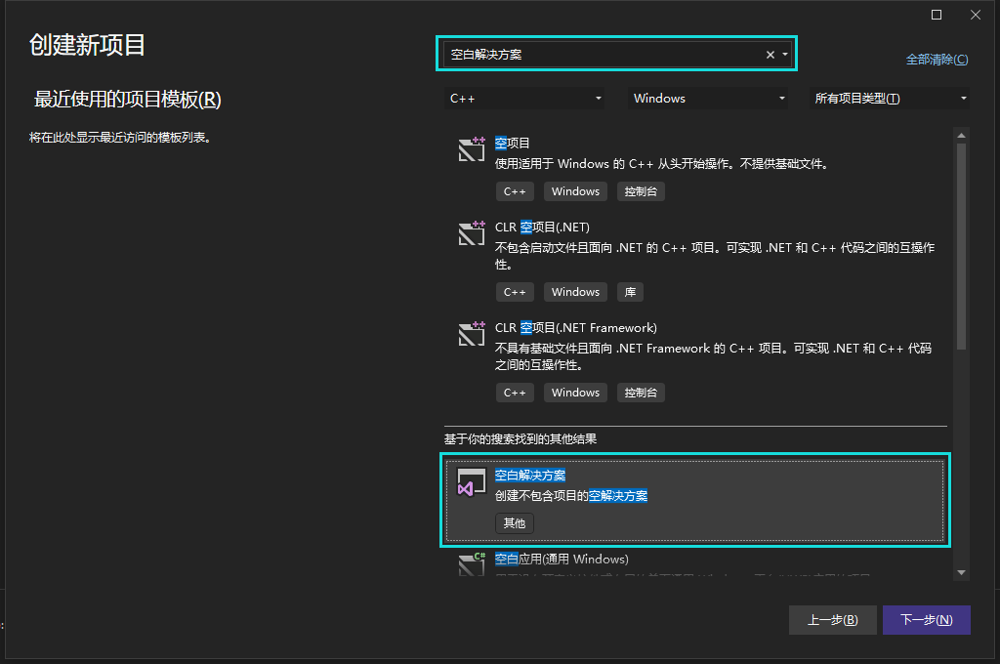 创建新项目
空白解决方案
全部清除(C)
最近使用的项目模板(R)
将在此处显示最近访问的模板列表。
C++
Windows
所有项目类型(T)
空项目
使用适用于 Windows 的 C++ 从头开始操作。不提供基础文件。
C++ Windows 控制台
CLR 空项目(.NET)
不包含启动文件且面向 .NET 的 C++ 项目。可实现 .NET 和 C++ 代码之间的互操作
性。
C++ Windows 库
CLR 空项目(.NET Framework)
不具有基础文件且面向 .NET Framework 的 C++ 项目。可实现 .NET 和 C++ 代码
之间的互操作性。
C++ Windows 控制台
基于你的搜索找到的其他结果
空白解决方案
创建不包含项目的空解决方案
其他
空白应用(通用 Windows)
上一步(B)
下一步(N)